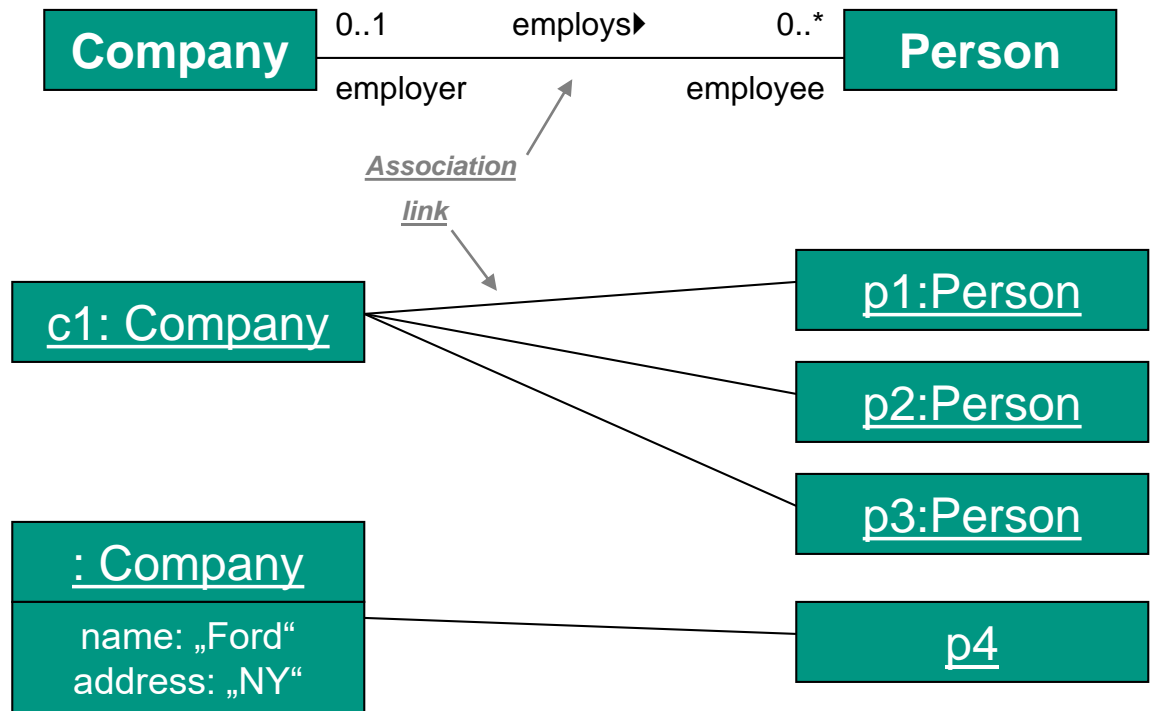 0..1 employs 0..*
Company Person
employer employee
Association
link
c1: Company
p1:Person
p2:Person
p3:Person
: Company
name: „Ford“
address: „NY“
p4